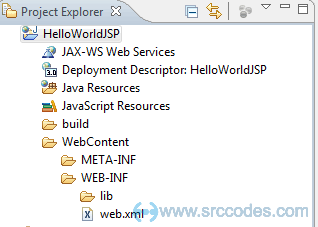 Project Explorer
HelloWorldJSP
JAX-WS Web Services
Deployment Descriptor: HelloWorldJSP
Java Resources
JavaScript Resources
build
WebContent
META-INF
WEB-INF
lib
web.xml
www.srccodes.com